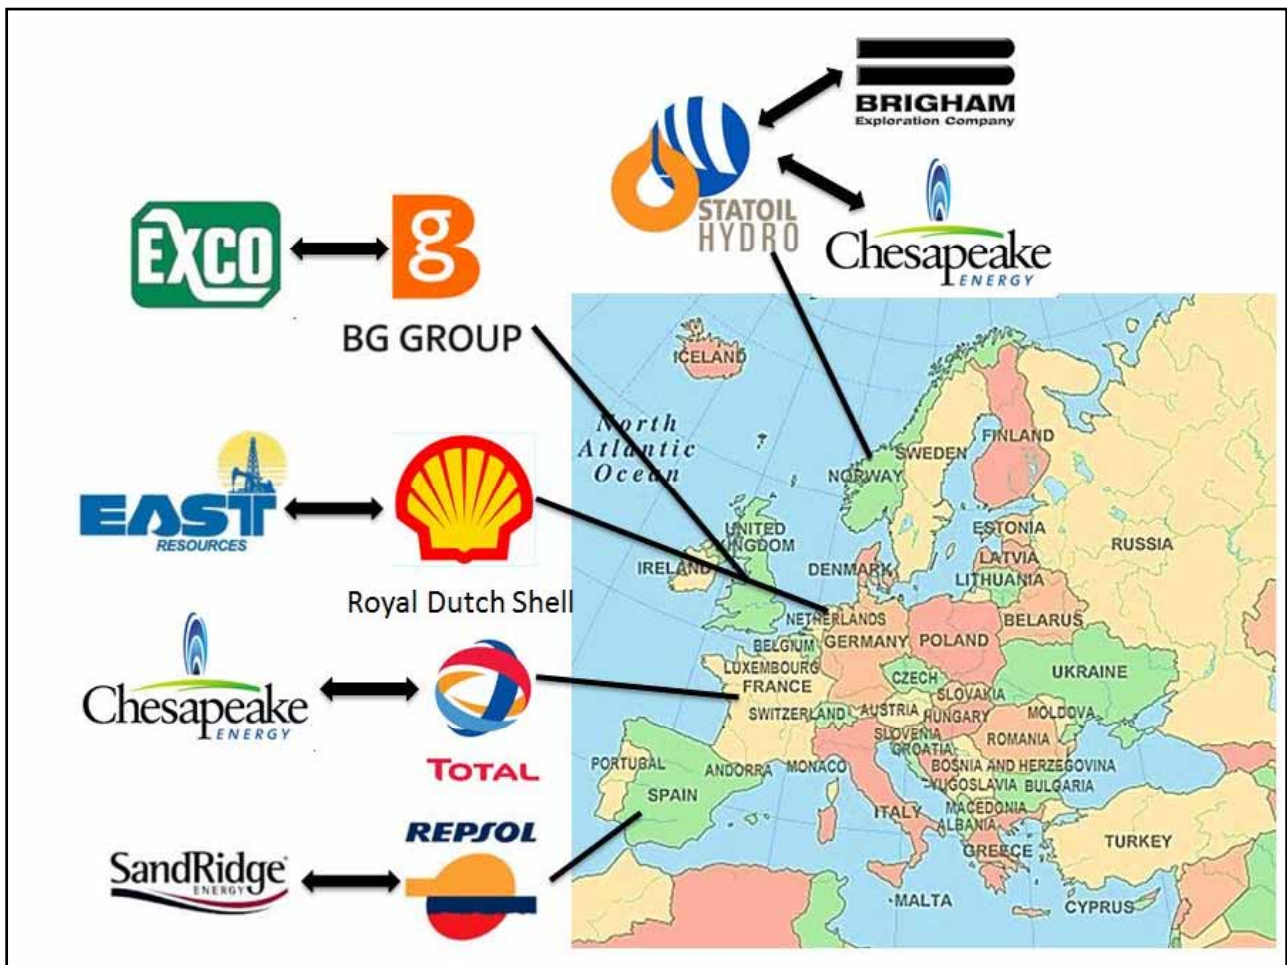 BRIGHAM
Exploration Company
STATOIL
HYDRO
Chesapeake
ENERGY
EXCO
bg
BG GROUP
EAST
RESOURCES
Royal Dutch Shell
Chesapeake
ENERGY
TOTAL
SandRidge
ENERGY
REPSOL
ICELAND
North
Atlantic
Ocean
FINLAND
SWEDEN
NORWAY
UNITED
KINGDOM
ESTONIA
RUSSIA
LATVIA
IRELAND
DENMARK
LITHUANIA
NETHERLANDS
BELARUS
BELGIUM
GERMANY
POLAND
LUXEMBOURG
CZECH
UKRAINE
FRANCE
SLOVAKIA
SWITZERLAND
AUSTRIA
HUNGARY
MOLDOVA
SLOVENIA
CROATIA
ROMANIA
PORTUGAL
ANDORRA
MONACO
BOSNIA AND HERZEGOVINA
YUGOSLAVIA
BULGARIA
SPAIN
ITALY
MACEDONIA
ALBANIA
GREECE
TURKEY
MALTA
CYPRUS